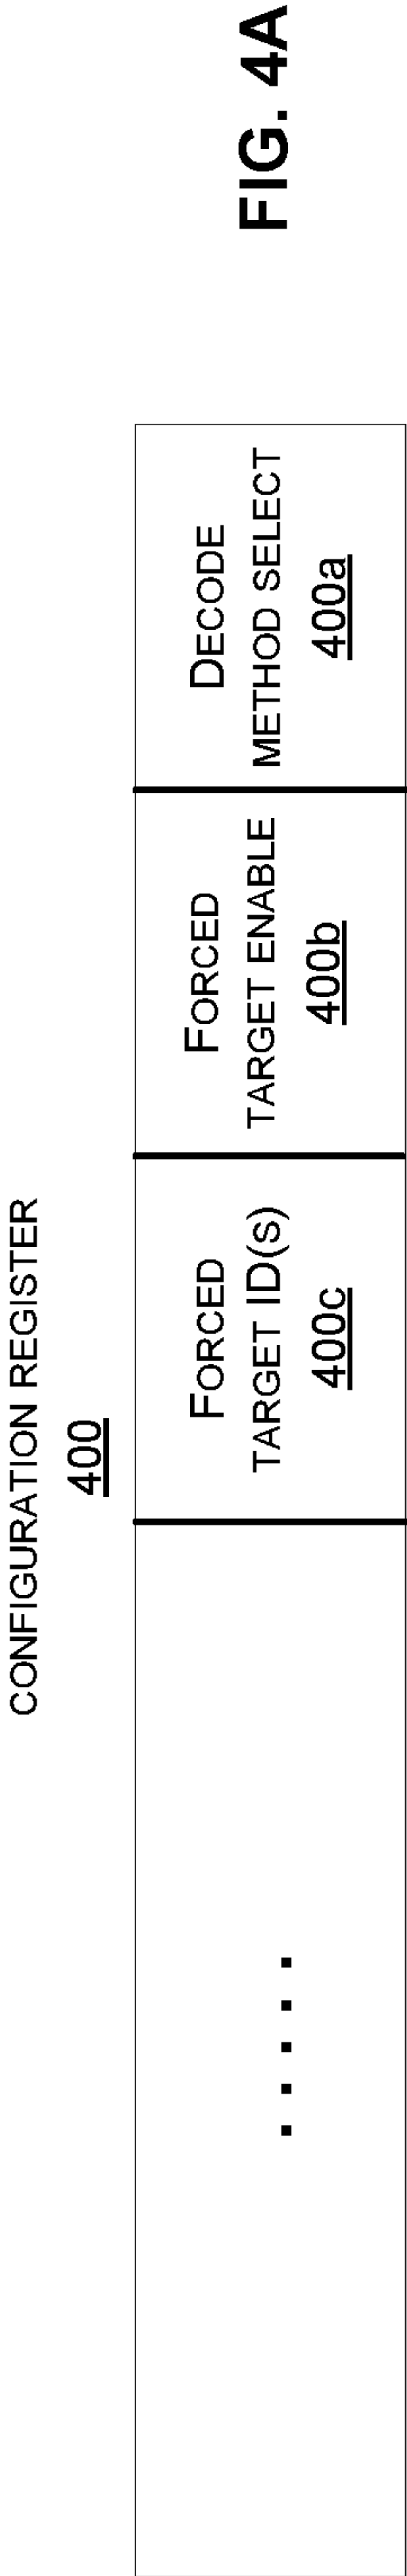 CONFIGURATION REGISTER
400
.....
FORCED
TARGET ID(s)
400c
FORCED
TARGET ENABLE
400b
DECODE
METHOD SELECT
400a
FIG. 4A